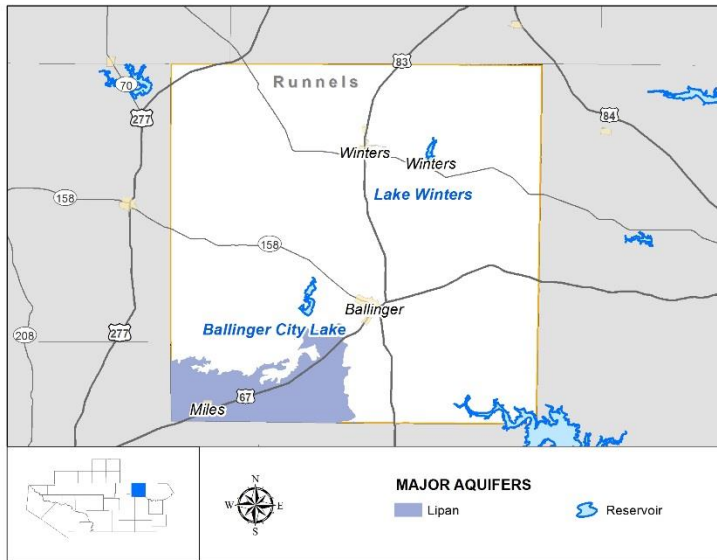 83
Runnels
70
277
84
Winters
Winters
Lake Winters
158
158
Ballinger
Ballinger City Lake
277
208
67
Miles
N
W E
S
MAJOR AQUIFERS
Lipan
Reservoir